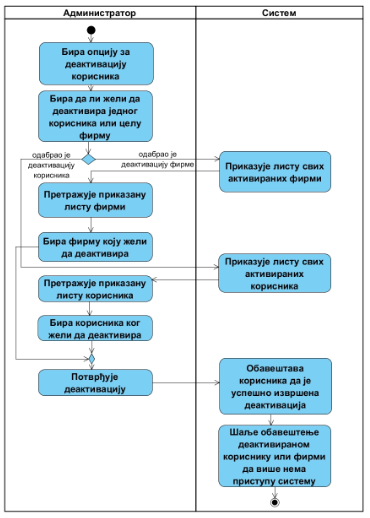 Администратор
Систем
Бира опцију за
деактивацију
корисника
Бира да ли жели да
деактивира једног
корисника или целу
фирму
одабрао је
деактивацију
корисника
одабрао је
деактивацију фирме
Приказује листу свих
активираних фирми
Претражује приказану
листу фирми
Бира фирму коју жели
да деактивира
Приказује листу свих
активираних
корисника
Претражује приказану
листу корисника
Бира корисника ког
жели да деактивира
Потврђује
деактивацију
Обавештава
корисника да је
успешно извршена
деактивација
Шаље обавештење
деактивираном
кориснику или фирми
да више нема
приступ систему